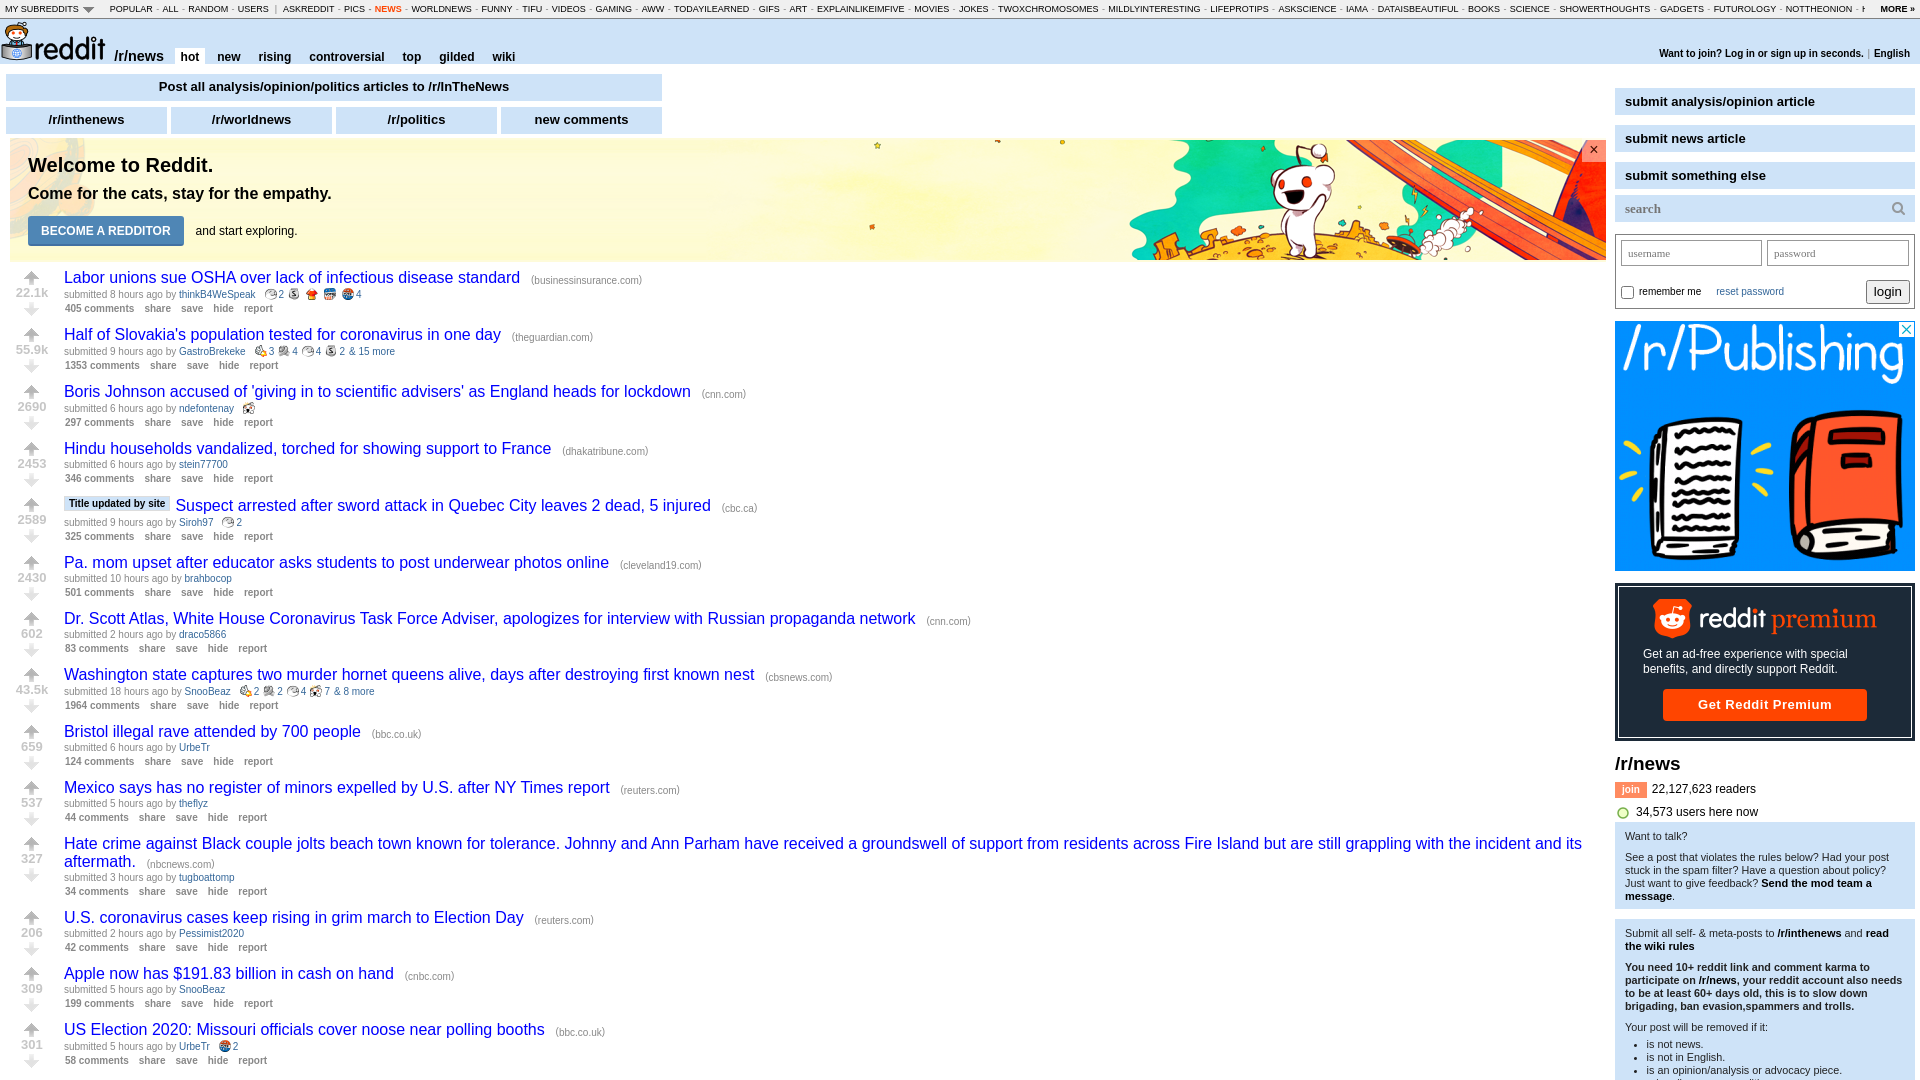 MY SUBREDDITS POPULAR - ALL - RANDOM - USERS | ASKREDDIT - PICS - NEWS - WORLDNEWS - FUNNY - TIFU - VIDEOS - GAMING - AWW - TODAYILEARNED - GIFS - ART - EXPLAINLIKEIMFIVE - MOVIES - JOKES - TWOXCHROMOSOMES - MILDLYINTERESTING - LIFEPROTIPS - ASKSCIENCE - IAMA - DATAISBEAUTIFUL - BOOKS - SCIENCE - SHOWERTHOUGHTS - GADGETS - FUTUROLOGY - NOTTHEONION - MORE »
reddit /r/news hot new rising controversial top gilded wiki
Want to join? Log in or sign up in seconds. | English
Post all analysis/opinion/politics articles to /r/InTheNews
/r/inthenews /r/worldnews /r/politics new comments
Welcome to Reddit.
Come for the cats, stay for the empathy.
BECOME A REDDITOR and start exploring.
×
22.1k
Labor unions sue OSHA over lack of infectious disease standard (businessinsurance.com)
submitted 8 hours ago by thinkB4WeSpeak 2 4
405 comments share save hide report
55.9k
Half of Slovakia's population tested for coronavirus in one day (theguardian.com)
submitted 9 hours ago by GastroBrekeke 3 4 4 2 & 15 more
1353 comments share save hide report
2690
Boris Johnson accused of 'giving in to scientific advisers' as England heads for lockdown (cnn.com)
submitted 6 hours ago by ndefontenay
297 comments share save hide report
2453
Hindu households vandalized, torched for showing support to France (dhakatribune.com)
submitted 6 hours ago by stein77700
346 comments share save hide report
2589
Title updated by site Suspect arrested after sword attack in Quebec City leaves 2 dead, 5 injured (cbc.ca)
submitted 9 hours ago by Siroh97 2
325 comments share save hide report
2430
Pa. mom upset after educator asks students to post underwear photos online (cleveland19.com)
submitted 10 hours ago by brahbocop
501 comments share save hide report
602
Dr. Scott Atlas, White House Coronavirus Task Force Adviser, apologizes for interview with Russian propaganda network (cnn.com)
submitted 2 hours ago by draco5866
83 comments share save hide report
43.5k
Washington state captures two murder hornet queens alive, days after destroying first known nest (cbsnews.com)
submitted 18 hours ago by SnooBeaz 2 2 4 7 & 8 more
1964 comments share save hide report
659
Bristol illegal rave attended by 700 people (bbc.co.uk)
submitted 6 hours ago by UrbeTr
124 comments share save hide report
537
Mexico says has no register of minors expelled by U.S. after NY Times report (reuters.com)
submitted 5 hours ago by theflyz
44 comments share save hide report
327
Hate crime against Black couple jolts beach town known for tolerance. Johnny and Ann Parham have received a groundswell of support from residents across Fire Island but are still grappling with the incident and its
aftermath. (nbcnews.com)
submitted 3 hours ago by tugboattomp
34 comments share save hide report
206
U.S. coronavirus cases keep rising in grim march to Election Day (reuters.com)
submitted 2 hours ago by Pessimist2020
42 comments share save hide report
309
Apple now has $191.83 billion in cash on hand (cnbc.com)
submitted 5 hours ago by SnooBeaz
199 comments share save hide report
301
US Election 2020: Missouri officials cover noose near polling booths (bbc.co.uk)
submitted 5 hours ago by UrbeTr 2
58 comments share save hide report
submit analysis/opinion article
submit news article
submit something else
search
username password
remember me reset password login
/r/Publishing
reddit premium
Get an ad-free experience with special
benefits, and directly support Reddit.
Get Reddit Premium
/r/news
join 22,127,623 readers
34,573 users here now
Want to talk?
See a post that violates the rules below? Had your post
stuck in the spam filter? Have a question about policy?
Just want to give feedback? Send the mod team a
message.
Submit all self- & meta-posts to /r/inthenews and read
the wiki rules
You need 10+ reddit link and comment karma to
participate on /r/news, your reddit account also needs
to be at least 60+ days old, this is to slow down
brigading, ban evasion,spammers and trolls.
Your post will be removed if it:
• is not news.
• is not in English.
• is an opinion/analysis or advocacy piece.